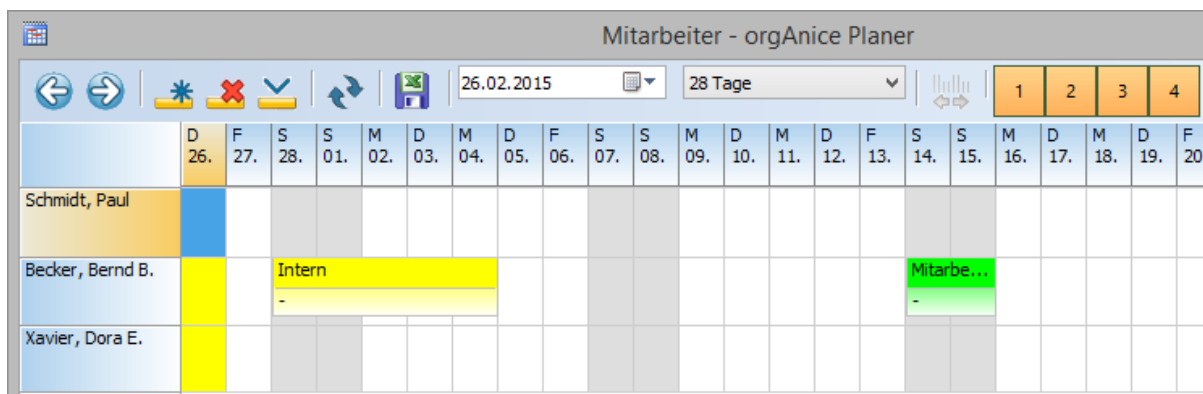 Mitarbeiter - orgAnice Planer
26.02.2015 28 Tage 1 2 3 4
D F S S M D M D F S S M D M D F S S M D M D F
26. 27. 28. 01. 02. 03. 04. 05. 06. 07. 08. 09. 10. 11. 12. 13. 14. 15. 16. 17. 18. 19. 20
Schmidt, Paul
Becker, Bernd B. Intern Mitarbe...
- -
Xavier, Dora E.